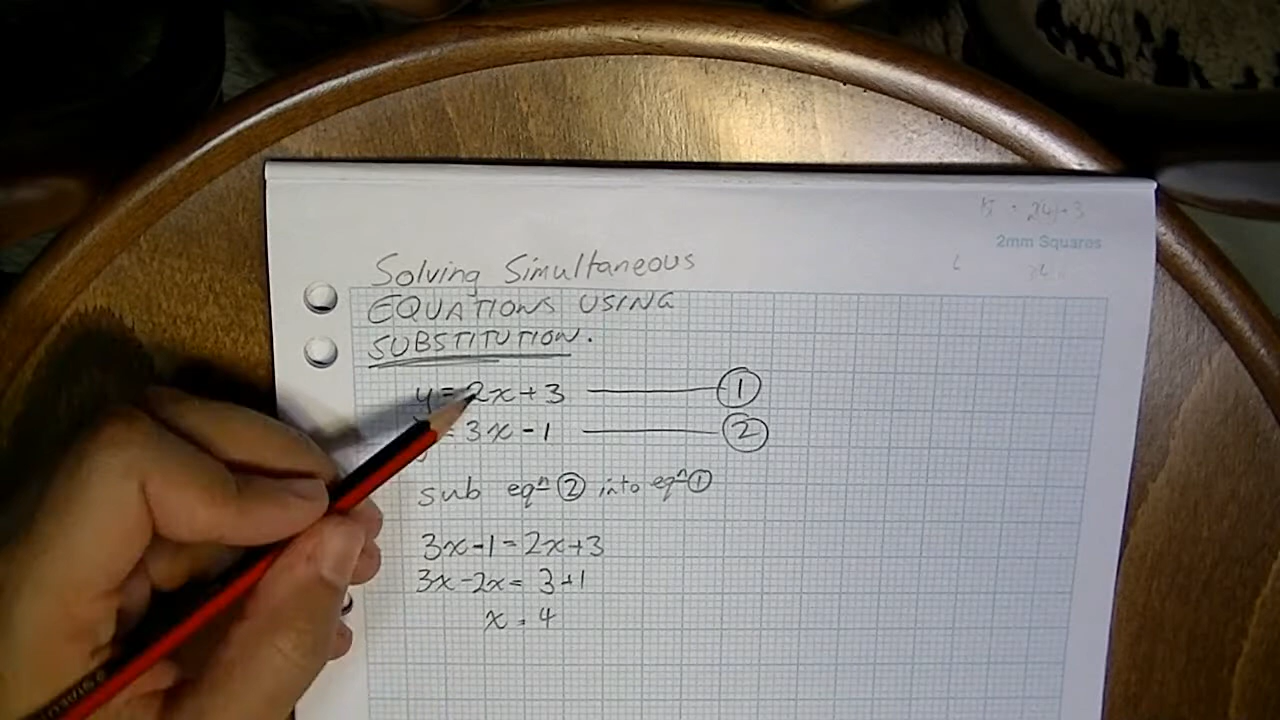 2mm Squares
Solving Simultaneous
EQUATIONS USING
SUBSTITUTION.
y = 2x + 3 ——— ①
= 3x - 1 ——— ②
sub eqⁿ ② into eqⁿ ①
3x - 1 = 2x + 3
3x - 2x = 3 + 1
x = 4